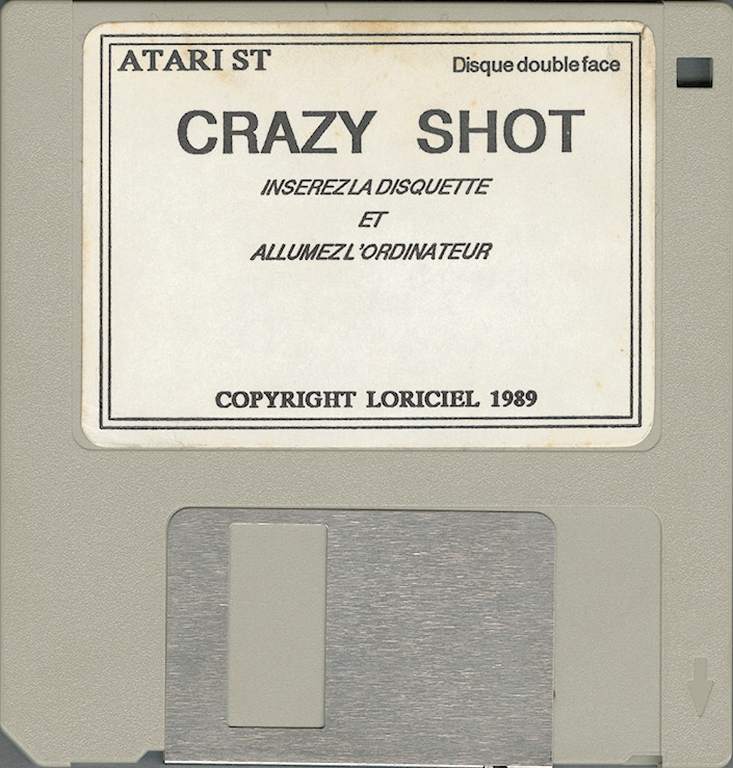 ATARI ST
Disque double face
CRAZY SHOT
INSEREZ LA DISQUETTE
ET
ALLUMEZ L'ORDINATEUR
COPYRIGHT LORICIEL 1989